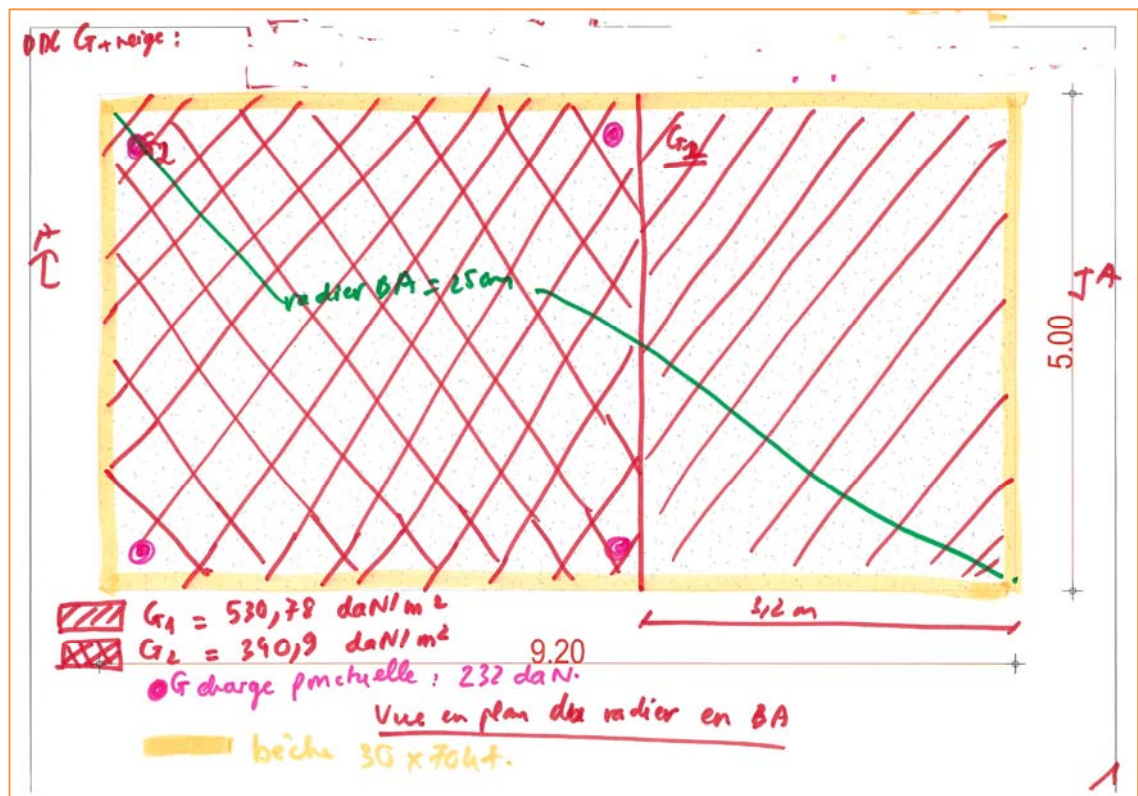 DDC G+neige :
G2
G1
A
radier BA = 25cm
A
5.00
G1 = 530,78 daN/m²
3,2 m
G2 = 390,9 daN/m²
9.20
G charge ponctuelle : 232 daN.
Vue en plan du radier en BA
bèche 30 x 70ht.
1